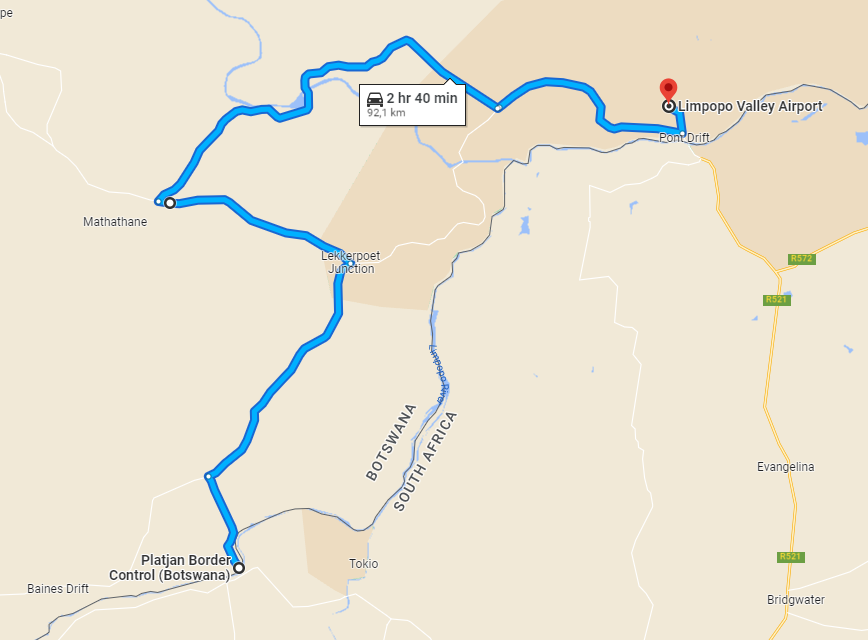 pe
2 hr 40 min
92,1 km
Limpopo Valley Airport
Pont Drift
Mathathane
Lekkerpoet
Junction
R572
R521
Limpopo River
BOTSWANA
SOUTH AFRICA
Evangelina
R521
Platjan Border
Control (Botswana)
Tokio
Baines Drift
Bridgwater